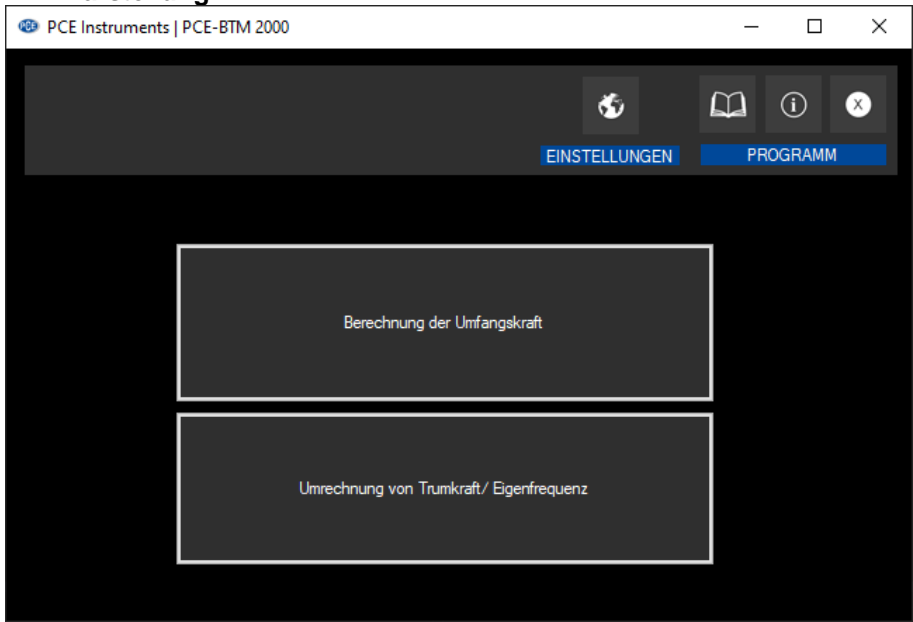 PCE Instruments | PCE-BTM 2000
EINSTELLUNGEN
PROGRAMM
Berechnung der Umfangskraft
Umrechnung von Trumkraft/ Eigenfrequenz